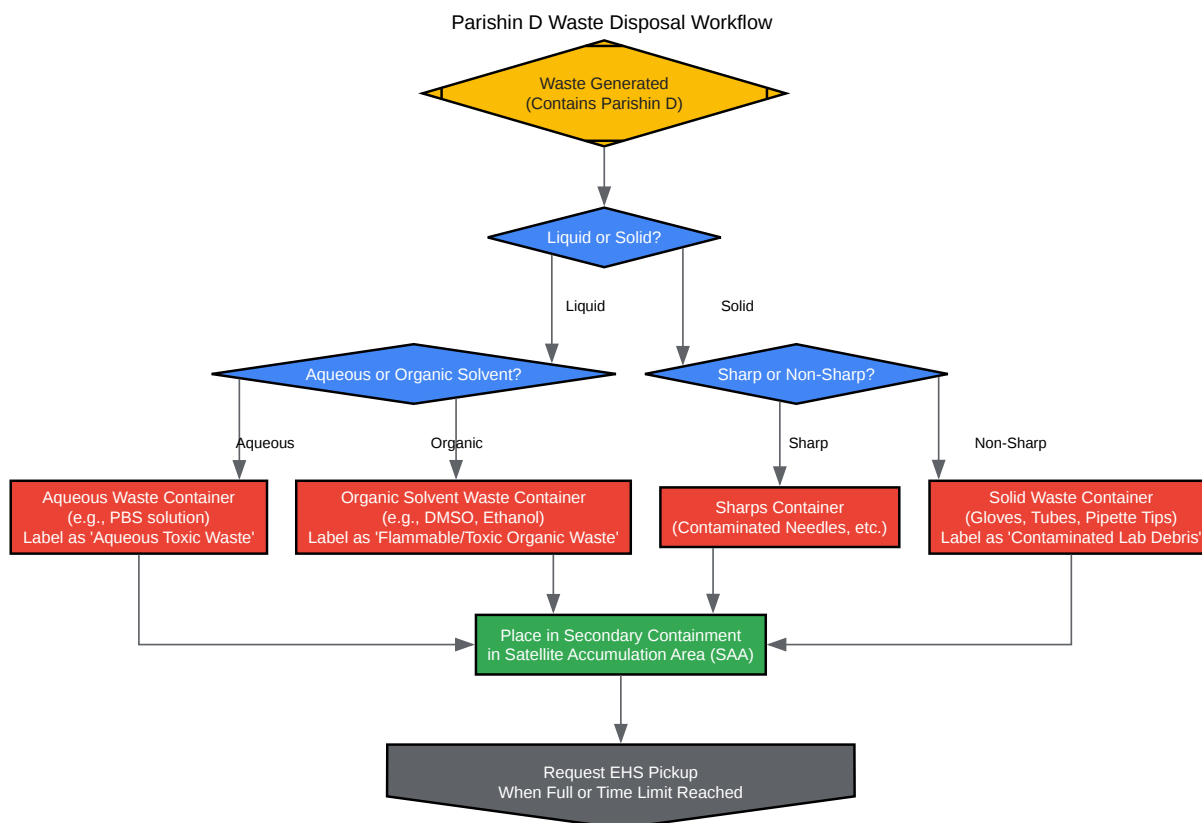 Parishin D Waste Disposal Workflow
Waste Generated
(Contains Parishin D)
Liquid or Solid?
Liquid
Solid
Aqueous or Organic Solvent?
Sharp or Non-Sharp?
Aqueous
Organic
Sharp
Non-Sharp
Aqueous Waste Container
(e.g., PBS solution)
Label as 'Aqueous Toxic Waste'
Organic Solvent Waste Container
(e.g., DMSO, Ethanol)
Label as 'Flammable/Toxic Organic Waste'
Sharps Container
(Contaminated Needles, etc.)
Solid Waste Container
(Gloves, Tubes, Pipette Tips)
Label as 'Contaminated Lab Debris'
Place in Secondary Containment
in Satellite Accumulation Area (SAA)
Request EHS Pickup
When Full or Time Limit Reached